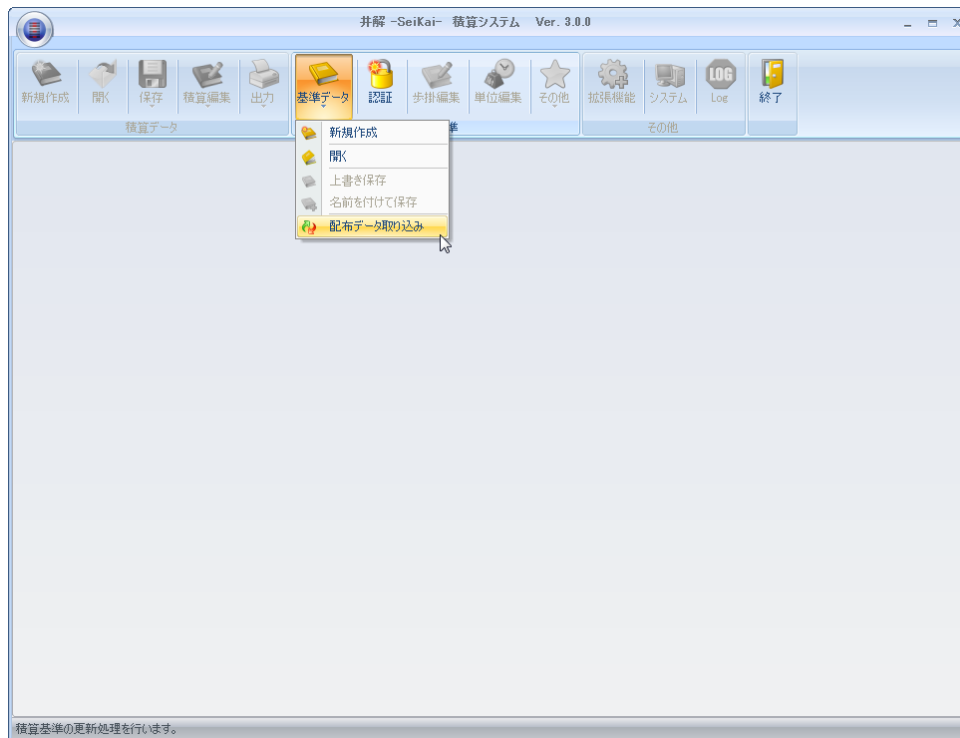 井解 -SeiKai- 積算システム Ver. 3.0.0
新規作成 開く 保存 積算編集 出力 基準データ 認証 歩掛編集 単位編集 その他 拡張機能 システム Log 終了
LOG
積算データ 準 その他
新規作成
開く
上書き保存
名前を付けて保存
配布データ取り込み
積算基準の更新処理を行います。